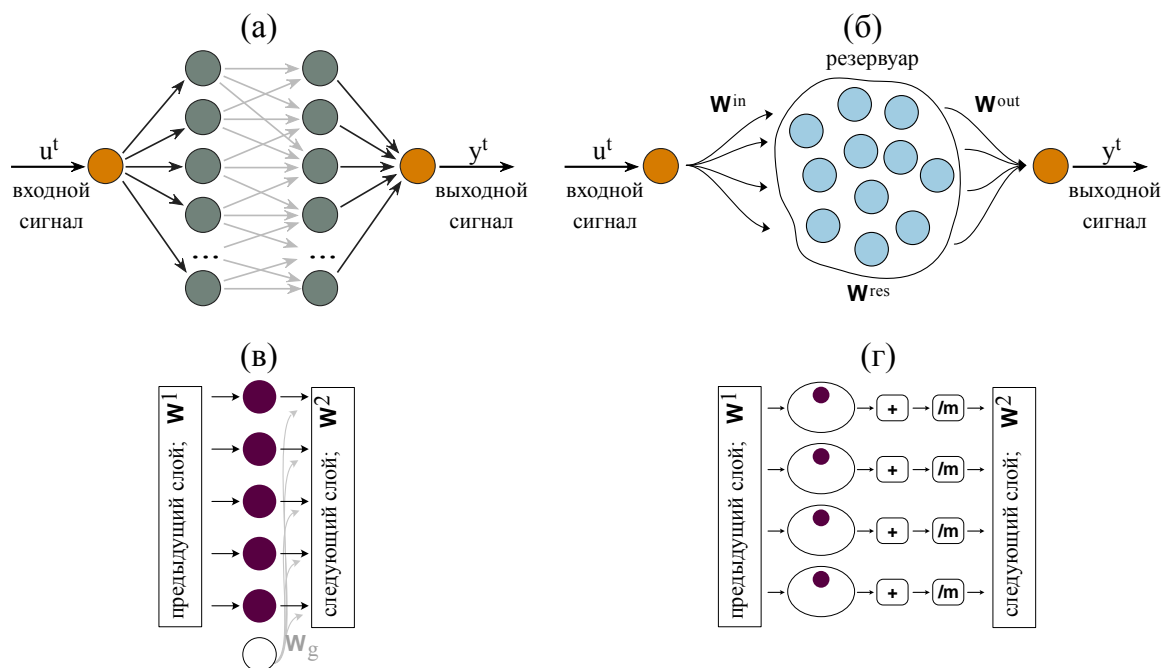 (а)
u^t
входной
сигнал
...
...
y^t
выходной
сигнал
(б)
резервуар
W^in
W^out
u^t
входной
сигнал
y^t
выходной
сигнал
W^res
(в)
предыдущий слой; W^1
следующий слой; W^2
W_g
(г)
предыдущий слой; W^1
+
/m
+
/m
+
/m
+
/m
следующий слой; W^2